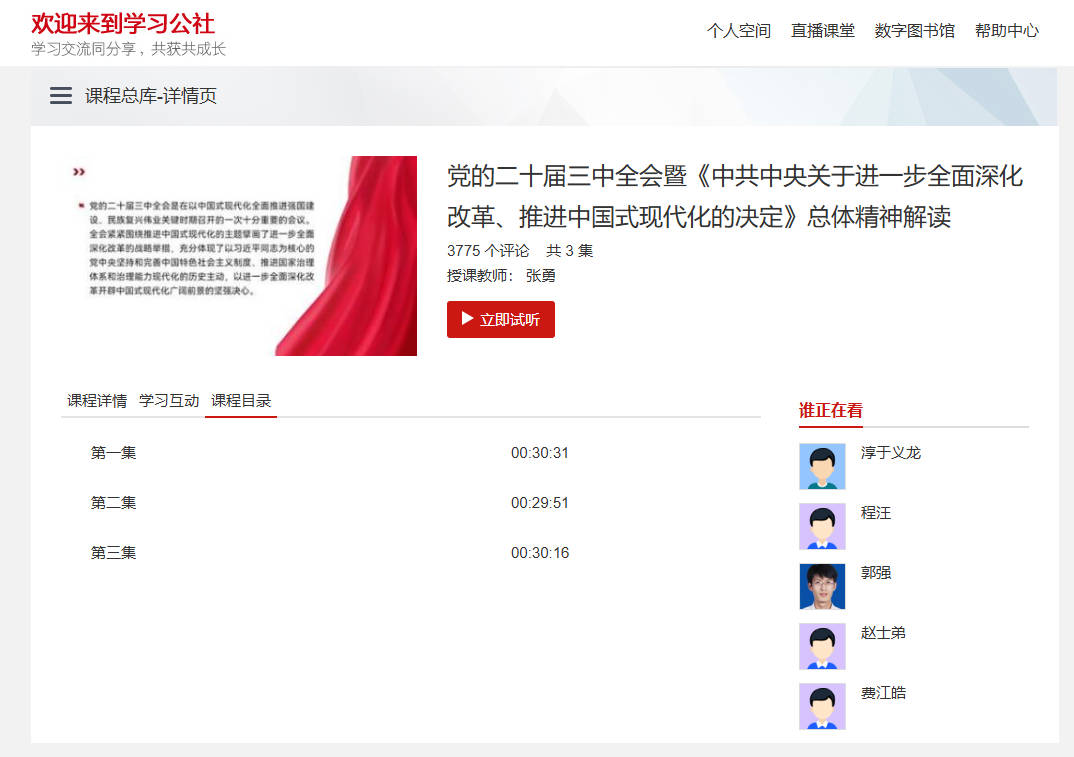 欢迎来到学习公社
学习交流同分享，共获共成长
个人空间 直播课堂 数字图书馆 帮助中心
课程总库-详情页
党的二十届三中全会是在以中国式现代化全面推进强国建
设、民族复兴伟业关键时期召开的一次十分重要的会议。
全会紧紧围绕推进中国式现代化的主题擘画了进一步全面
深化改革的战略举措，充分体现了以习近平同志为核心的
党中央坚持和完善中国特色社会主义制度、推进国家治理
体系和治理能力现代化的历史主动，以进一步全面深化改
革开辟中国式现代化广阔前景的坚强决心。
党的二十届三中全会暨《中共中央关于进一步全面深化
改革、推进中国式现代化的决定》总体精神解读
3775 个评论 共 3 集
授课教师： 张勇
立即试听
课程详情 学习互动 课程目录
第一集 00:30:31
第二集 00:29:51
第三集 00:30:16
谁正在看
淳于义龙
程汪
郭强
赵士弟
费江皓